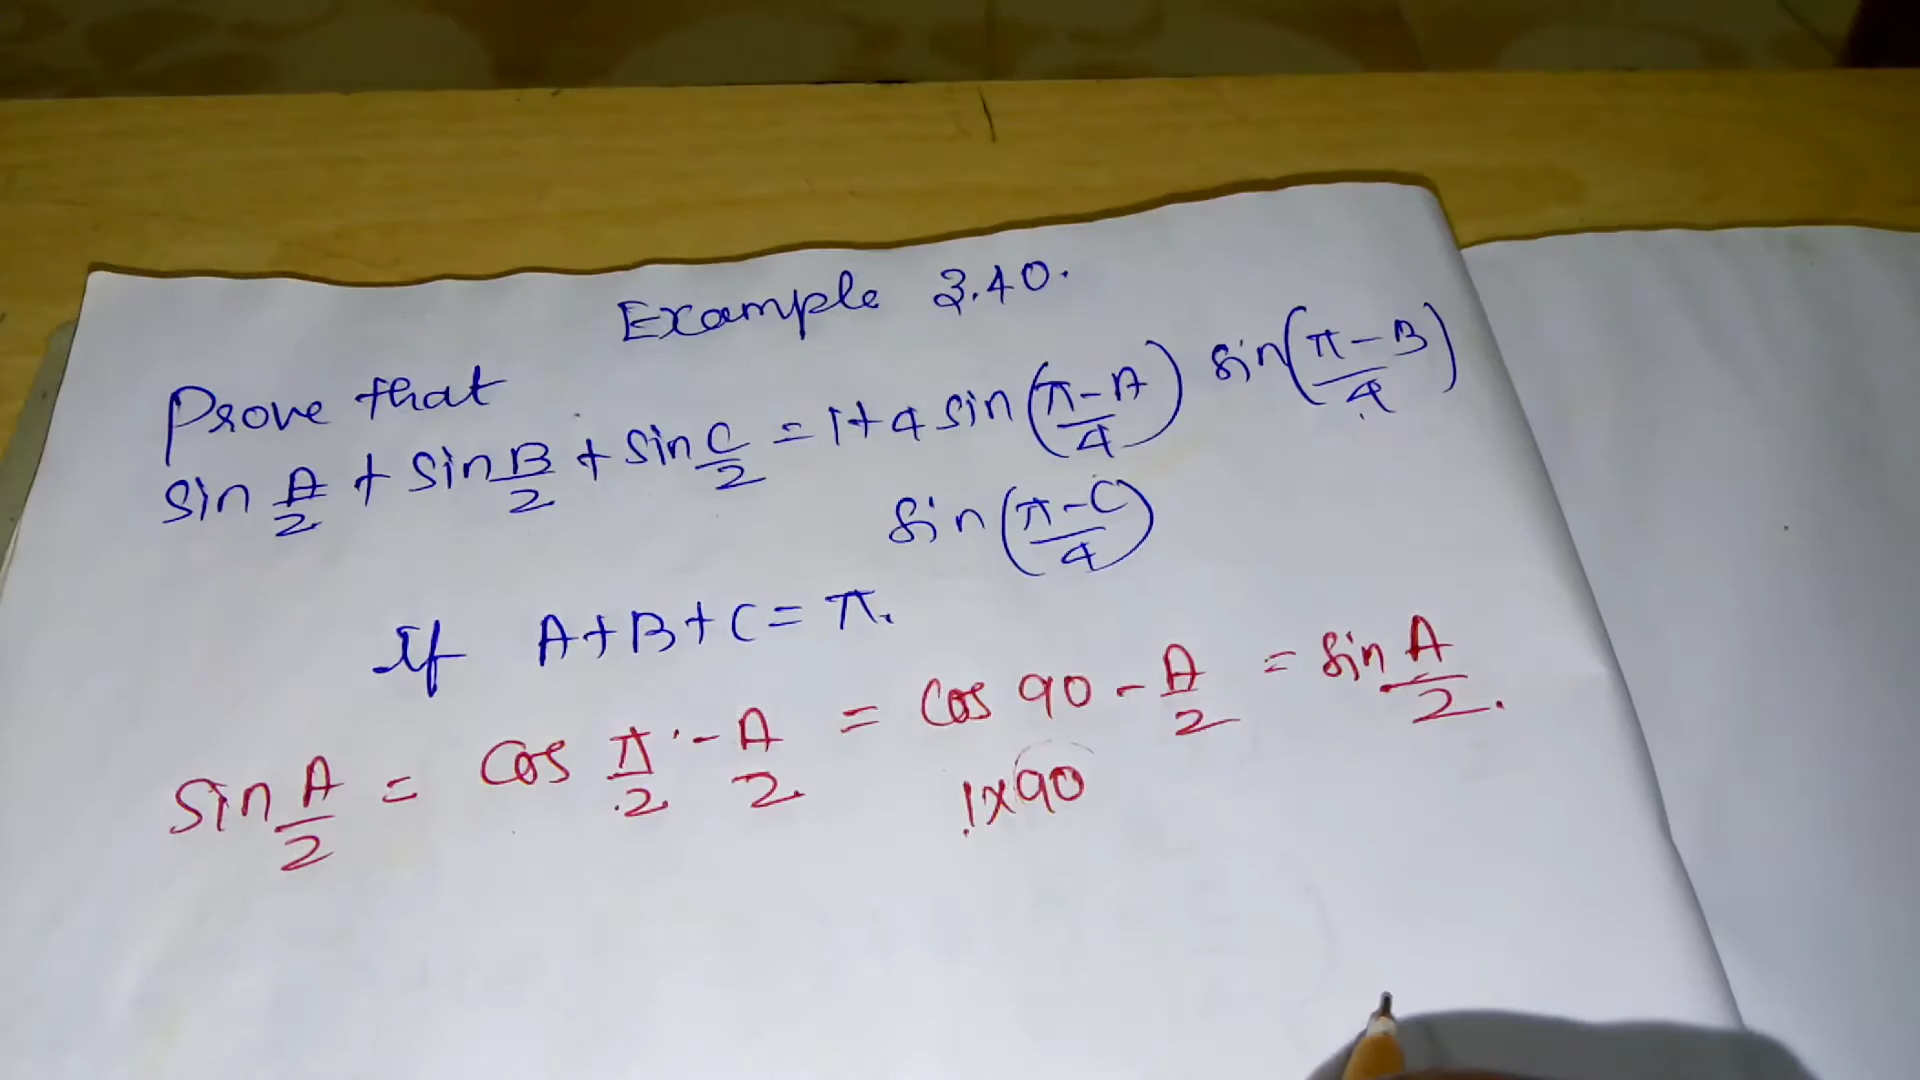 Example 3.40.
Prove that
sin A/2 + sin B/2 + sin C/2 = 1+4 sin (π-A/4) sin (π-B/4)
sin (π-C/4)
If A+B+C = π.
sin A/2 = cos π/2 - A/2 = cos 90 - A/2 = sin A/2.
1x90